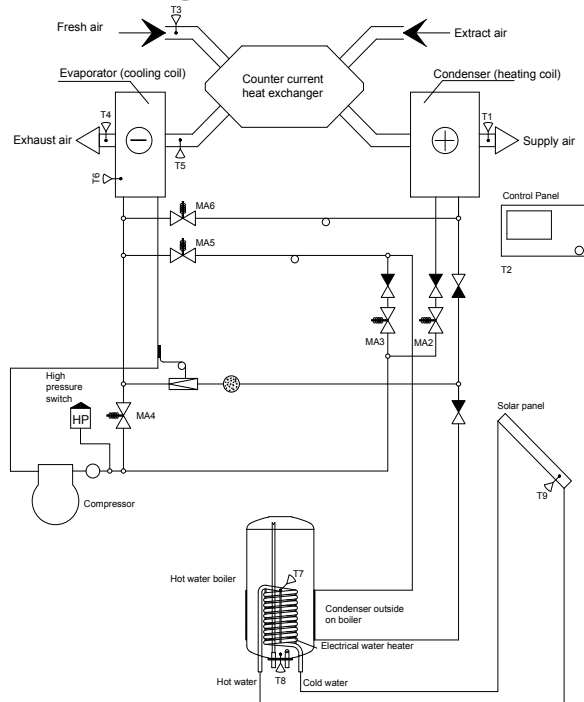 T3
Fresh air
Extract air
Evaporator (cooling coil)
Counter current
heat exchanger
Condenser (heating coil)
T4
T1
Exhaust air
Supply air
T5
T6
Control Panel
MA6
MA5
T2
MA3
MA2
High
pressure
switch
HP
MA4
Solar panel
T9
Compressor
T7
Hot water boiler
Condenser outside
on boiler
Electrical water heater
T8
Hot water
Cold water